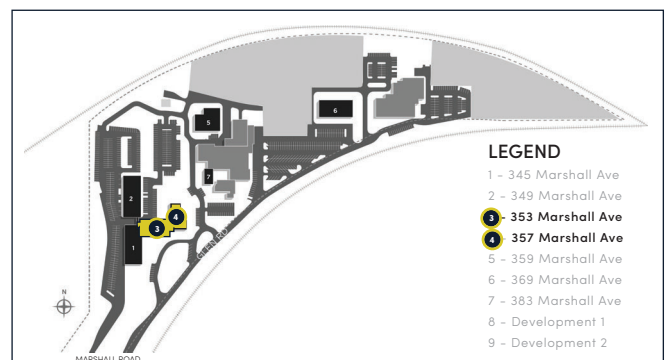 6
5
7
2
4
3
1
GLEN RD
N
MARSHALL ROAD
LEGEND
1 - 345 Marshall Ave
2 - 349 Marshall Ave
3 - 353 Marshall Ave
4 - 357 Marshall Ave
5 - 359 Marshall Ave
6 - 369 Marshall Ave
7 - 383 Marshall Ave
8 - Development 1
9 - Development 2